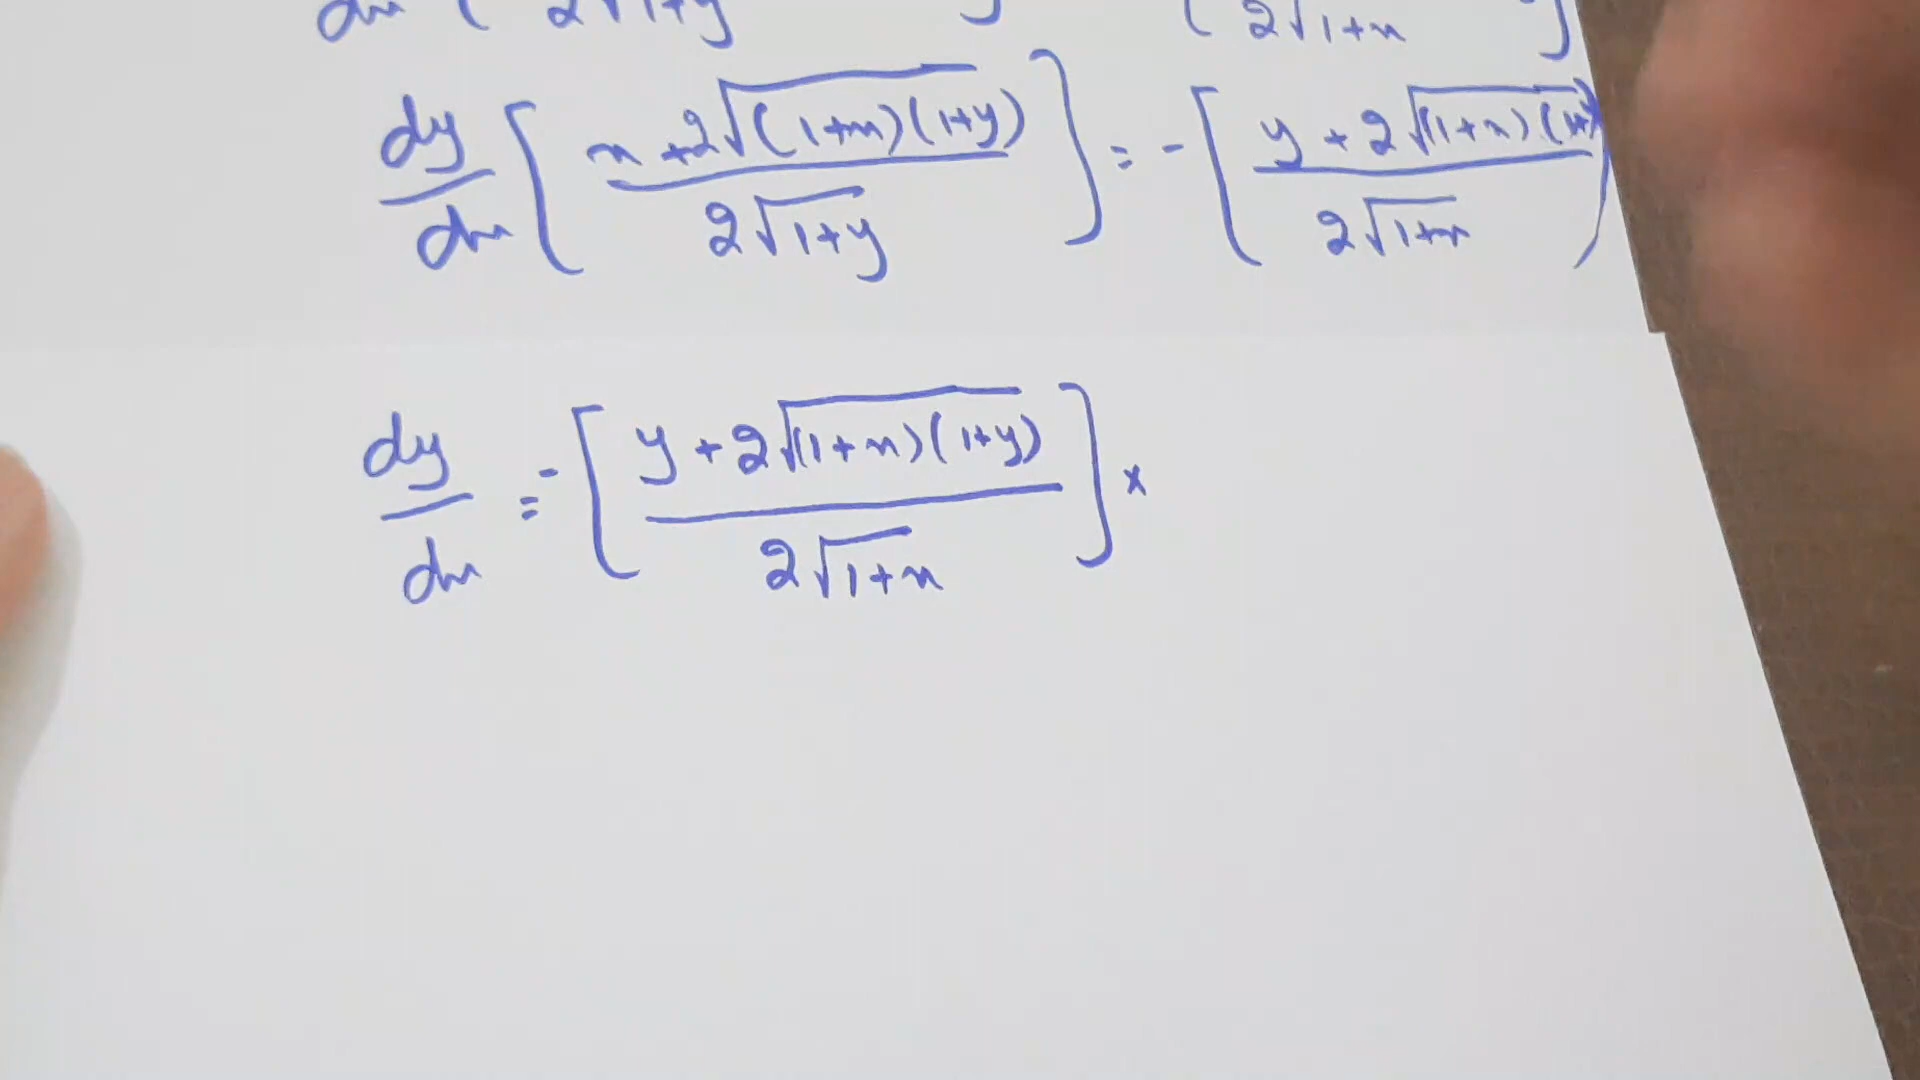 dy/dx [ (x + 2√((1+x)(1+y))) / (2√(1+y)) ] = - [ (y + 2√((1+x)(1+y))) / (2√(1+x)) ]
dy/dx = - [ (y + 2√((1+x)(1+y))) / (2√(1+x)) ] ×